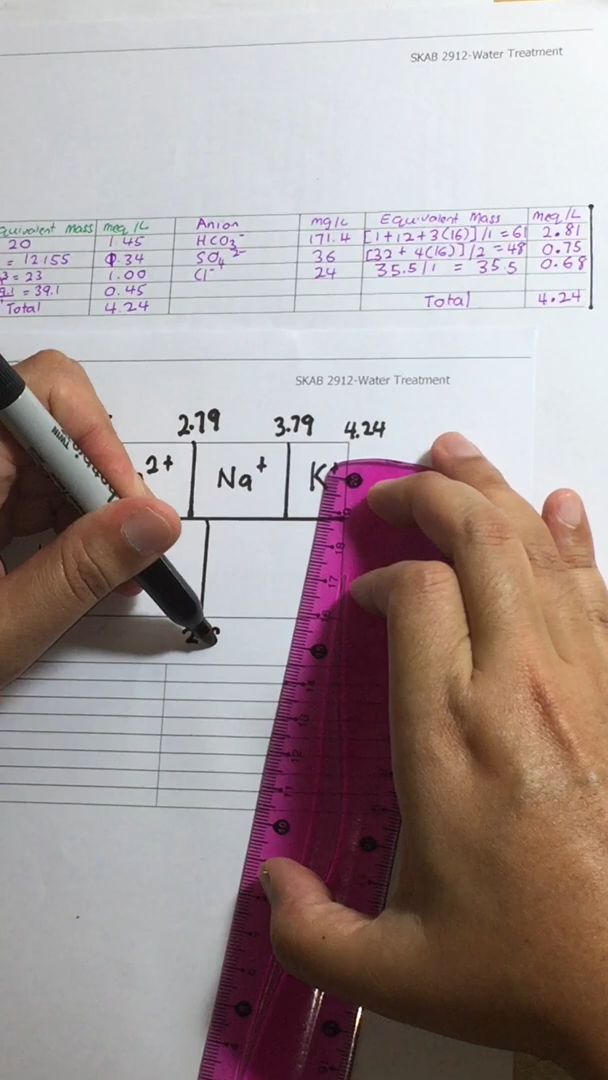 SKAB 2912-Water Treatment
Equivalent Mass meq/L Anion mg/L Equivalent Mass meq/L
20 1.45 HCO3⁻ 171.4 [1+12+3(16)]/1 = 61 2.81
= 12.155 1.34 SO4²⁻ 36 [32 + 4(16)]/2 = 48 0.75
= 23 1.00 Cl⁻ 24 35.5/1 = 35.5 0.68
= 39.1 0.45
Total 4.24 Total 4.24
SKAB 2912-Water Treatment
2.79 3.79 4.24
2+ Na⁺ K⁺
2